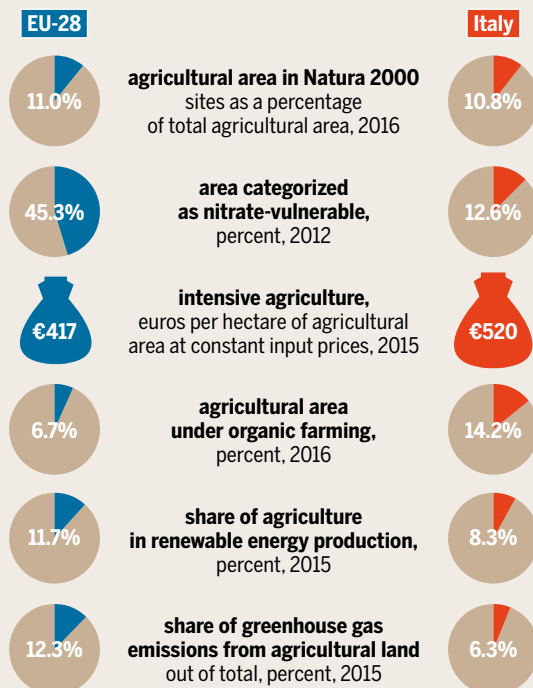 EU-28
Italy
11.0%
agricultural area in Natura 2000
sites as a percentage
of total agricultural area, 2016
10.8%
45.3%
area categorized
as nitrate-vulnerable,
percent, 2012
12.6%
€417
intensive agriculture,
euros per hectare of agricultural
area at constant input prices, 2015
€520
6.7%
agricultural area
under organic farming,
percent, 2016
14.2%
11.7%
share of agriculture
in renewable energy production,
percent, 2015
8.3%
12.3%
share of greenhouse gas
emissions from agricultural land
out of total, percent, 2015
6.3%